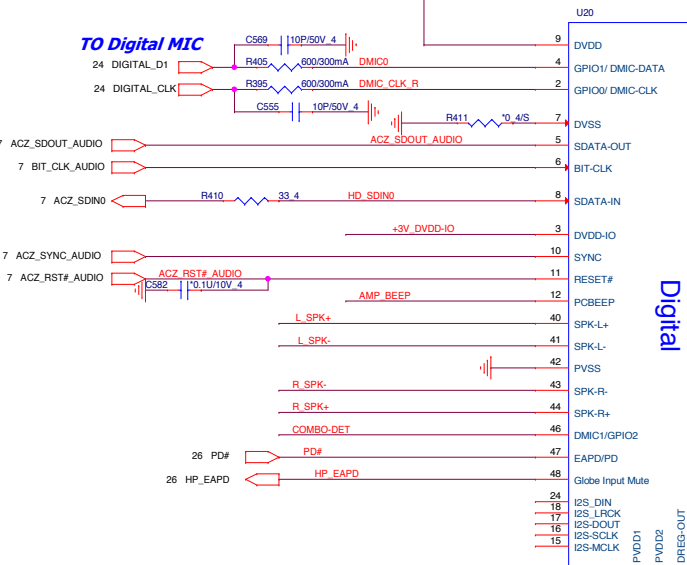 U20
TO Digital MIC
C569 10P/50V_4
9 DVDD
24 DIGITAL_D1 R405 600/300mA DMIC0 4 GPIO1/ DMIC-DATA
24 DIGITAL_CLK R395 600/300mA DMIC_CLK_R 2 GPIO0/ DMIC-CLK
C555 10P/50V_4
R411 *0_4/S 7 DVSS
7 ACZ_SDOUT_AUDIO ACZ_SDOUT_AUDIO 5 SDATA-OUT
7 BIT_CLK_AUDIO 6 BIT-CLK
7 ACZ_SDIN0 R410 33_4 HD_SDIN0 8 SDATA-IN
+3V_DVDD-IO 3 DVDD-IO
7 ACZ_SYNC_AUDIO 10 SYNC
7 ACZ_RST#_AUDIO ACZ_RST#_AUDIO 11 RESET#
C582 *0.1U/10V_4
AMP_BEEP 12 PCBEEP
L_SPK+ 40 SPK-L+
L_SPK- 41 SPK-L-
42 PVSS
R_SPK- 43 SPK-R-
R_SPK+ 44 SPK-R+
COMBO-DET 46 DMIC1/GPIO2
26 PD# PD# 47 EAPD/PD
26 HP_EAPD HP_EAPD 48 Globe Input Mute
24 I2S_DIN
18 I2S_LRCK
17 I2S-DOUT
16 I2S-SCLK
15 I2S-MCLK
Digital
PVDD1
PVDD2
DREG-OUT